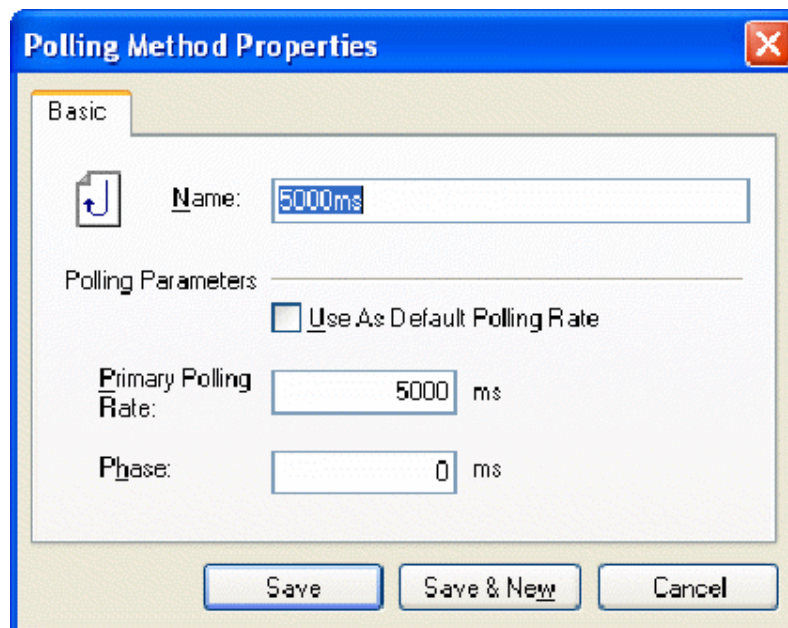 Polling Method Properties
Basic
Name: 5000ms
Polling Parameters
Use As Default Polling Rate
Primary Polling
Rate: 5000 ms
Phase: 0 ms
Save Save & New Cancel